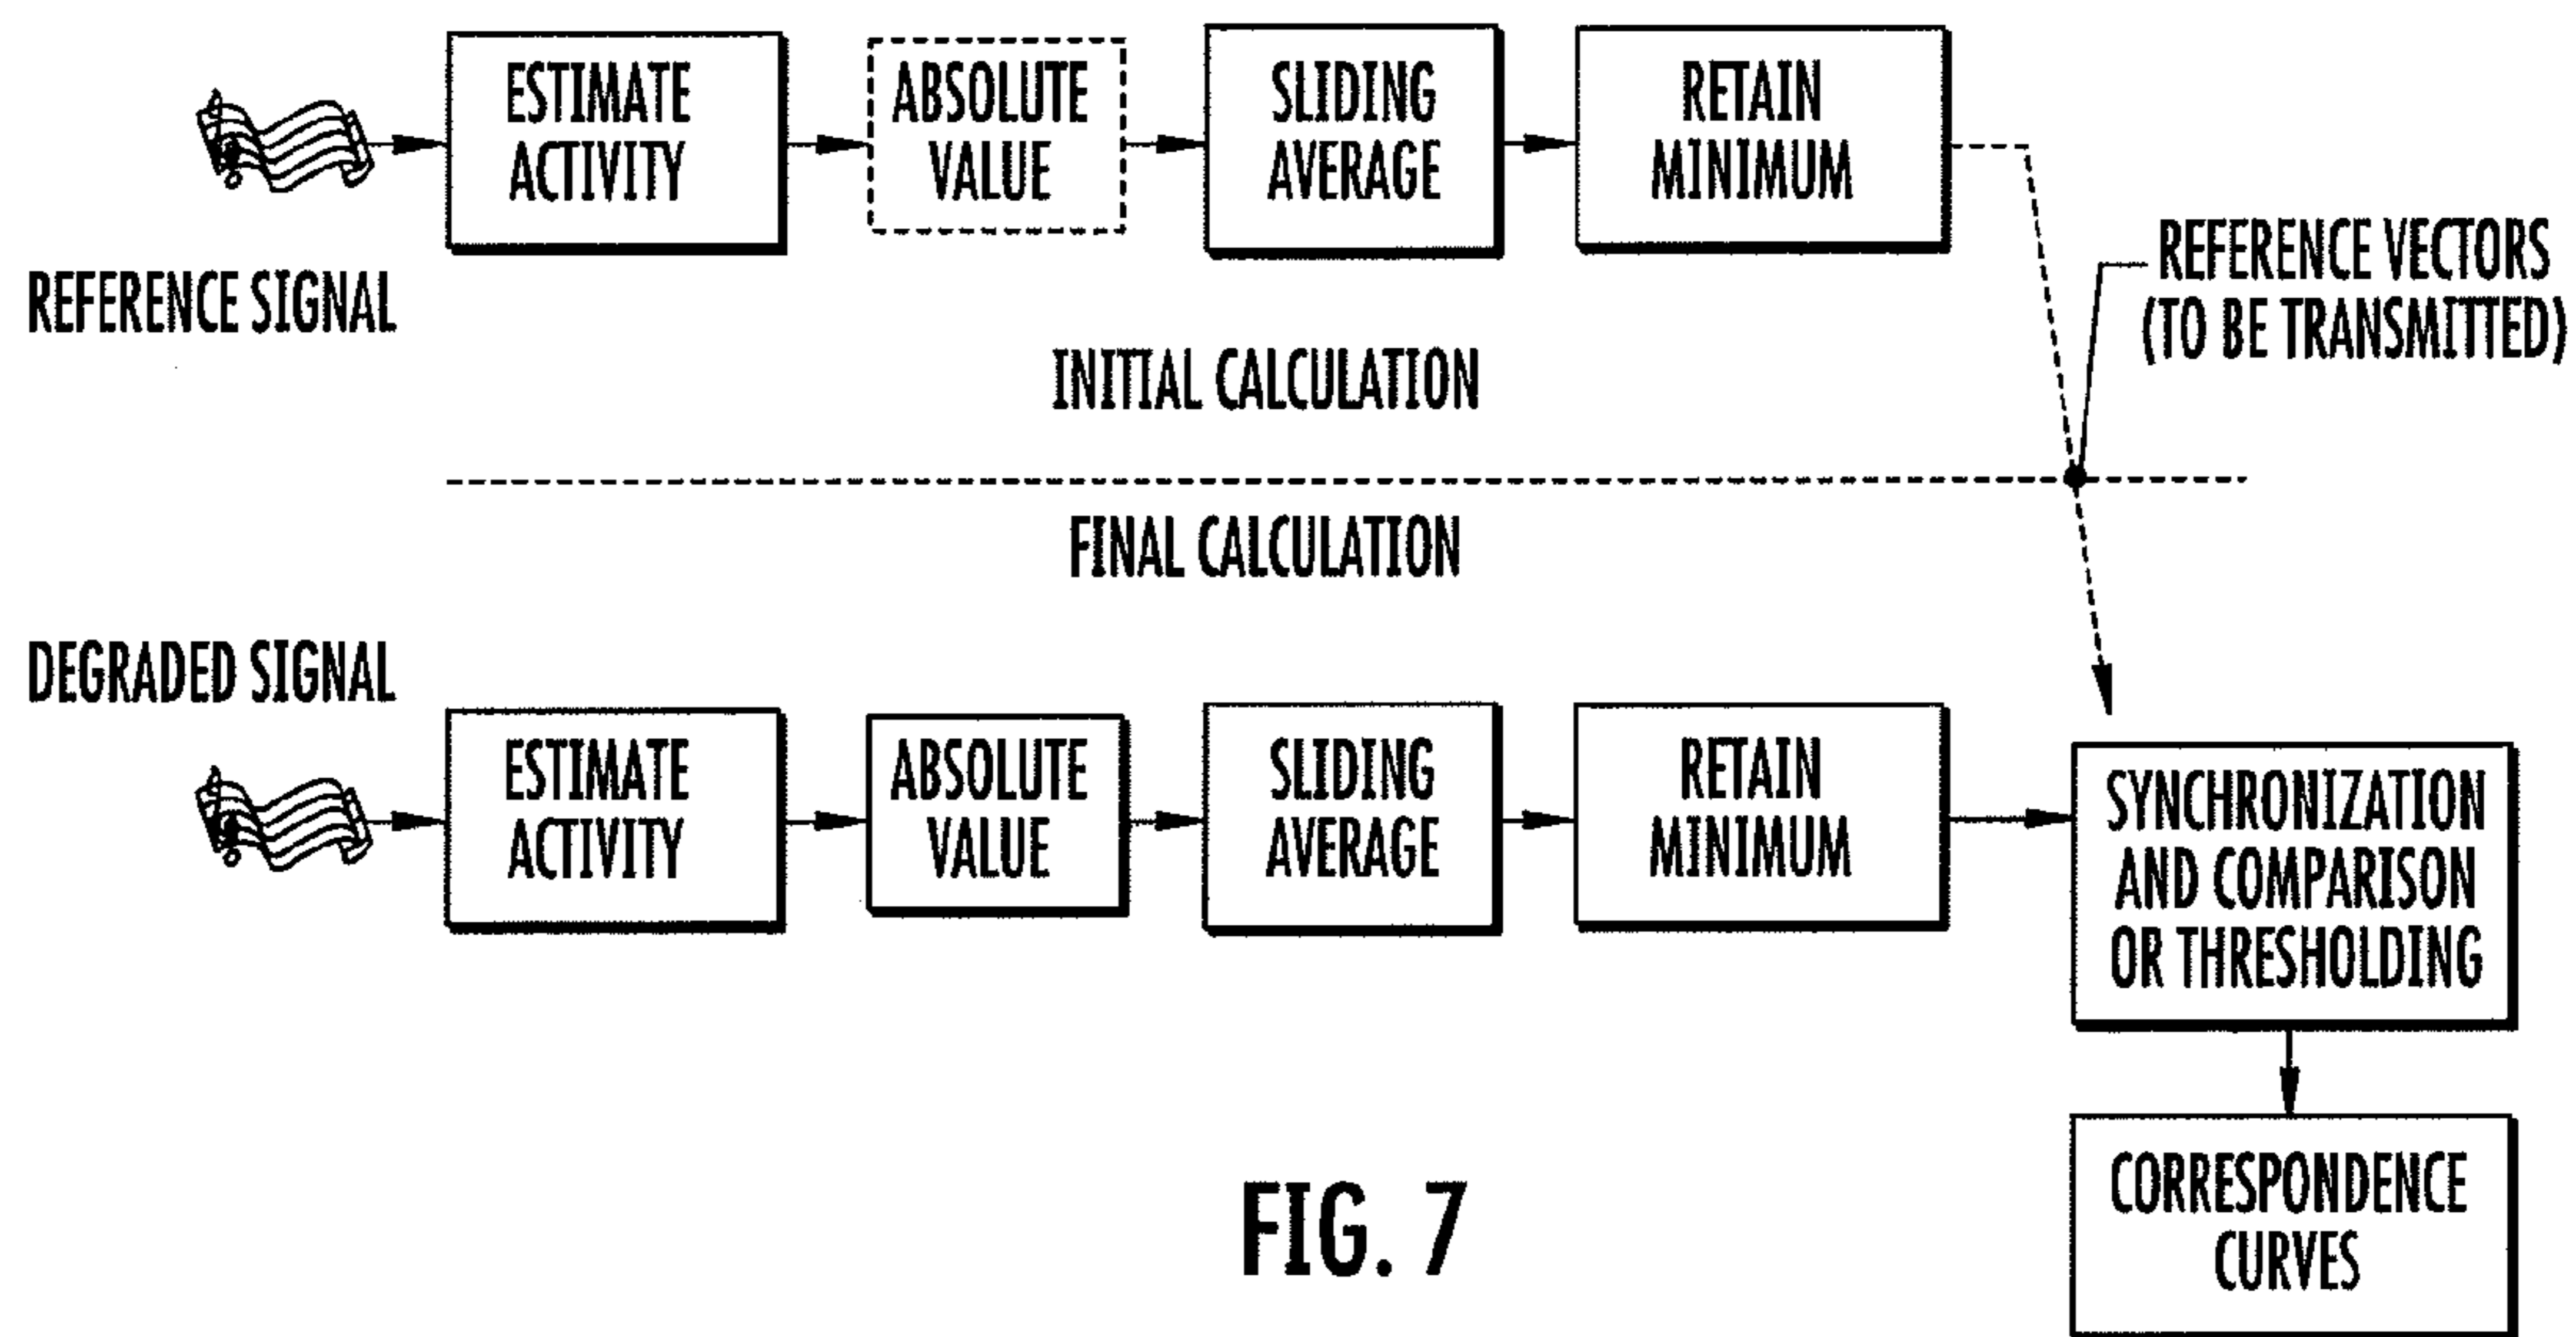 ESTIMATE
ACTIVITY
ABSOLUTE
VALUE
SLIDING
AVERAGE
RETAIN
MINIMUM
REFERENCE SIGNAL
REFERENCE VECTORS
(TO BE TRANSMITTED)
INITIAL CALCULATION
FINAL CALCULATION
DEGRADED SIGNAL
ESTIMATE
ACTIVITY
ABSOLUTE
VALUE
SLIDING
AVERAGE
RETAIN
MINIMUM
SYNCHRONIZATION
AND COMPARISON
OR THRESHOLDING
CORRESPONDENCE
CURVES
FIG. 7